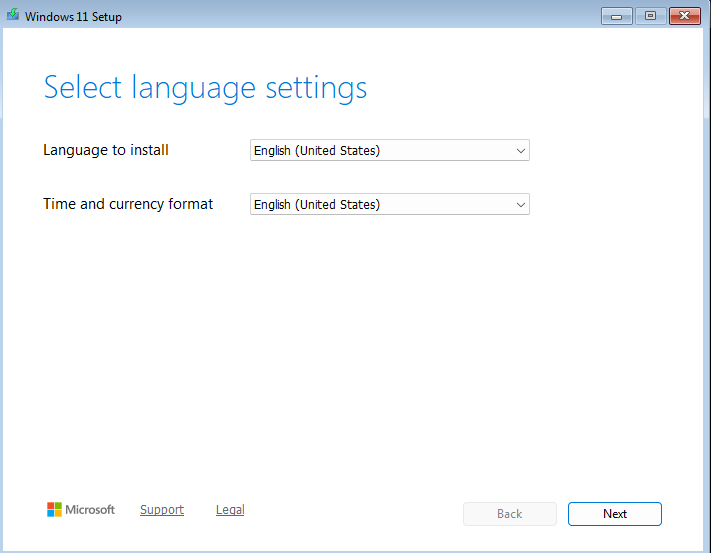 Windows 11 Setup
Select language settings
Language to install English (United States)
Time and currency format English (United States)
Microsoft Support Legal Back Next